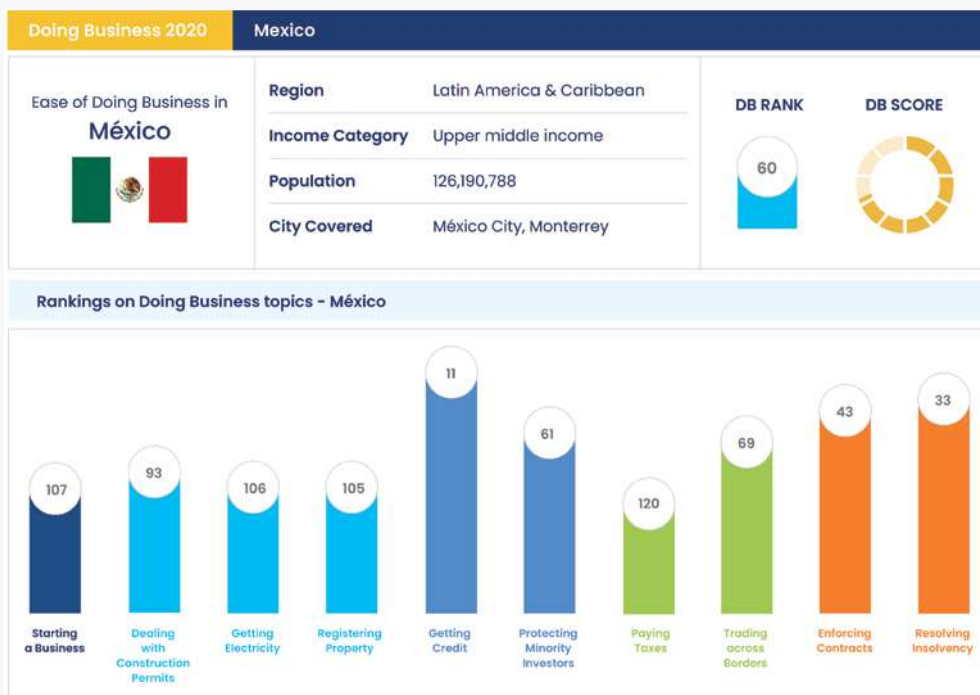 Doing Business 2020
Mexico
Ease of Doing Business in
México
Region Latin America & Caribbean
Income Category Upper middle income
Population 126,190,788
City Covered México City, Monterrey
DB RANK
60
DB SCORE
Rankings on Doing Business topics - México
107
93
106
105
11
61
120
69
43
33
Starting
a Business
Dealing
with
Construction
Permits
Getting
Electricity
Registering
Property
Getting
Credit
Protecting
Minority
Investors
Paying
Taxes
Trading
across
Borders
Enforcing
Contracts
Resolving
Insolvency